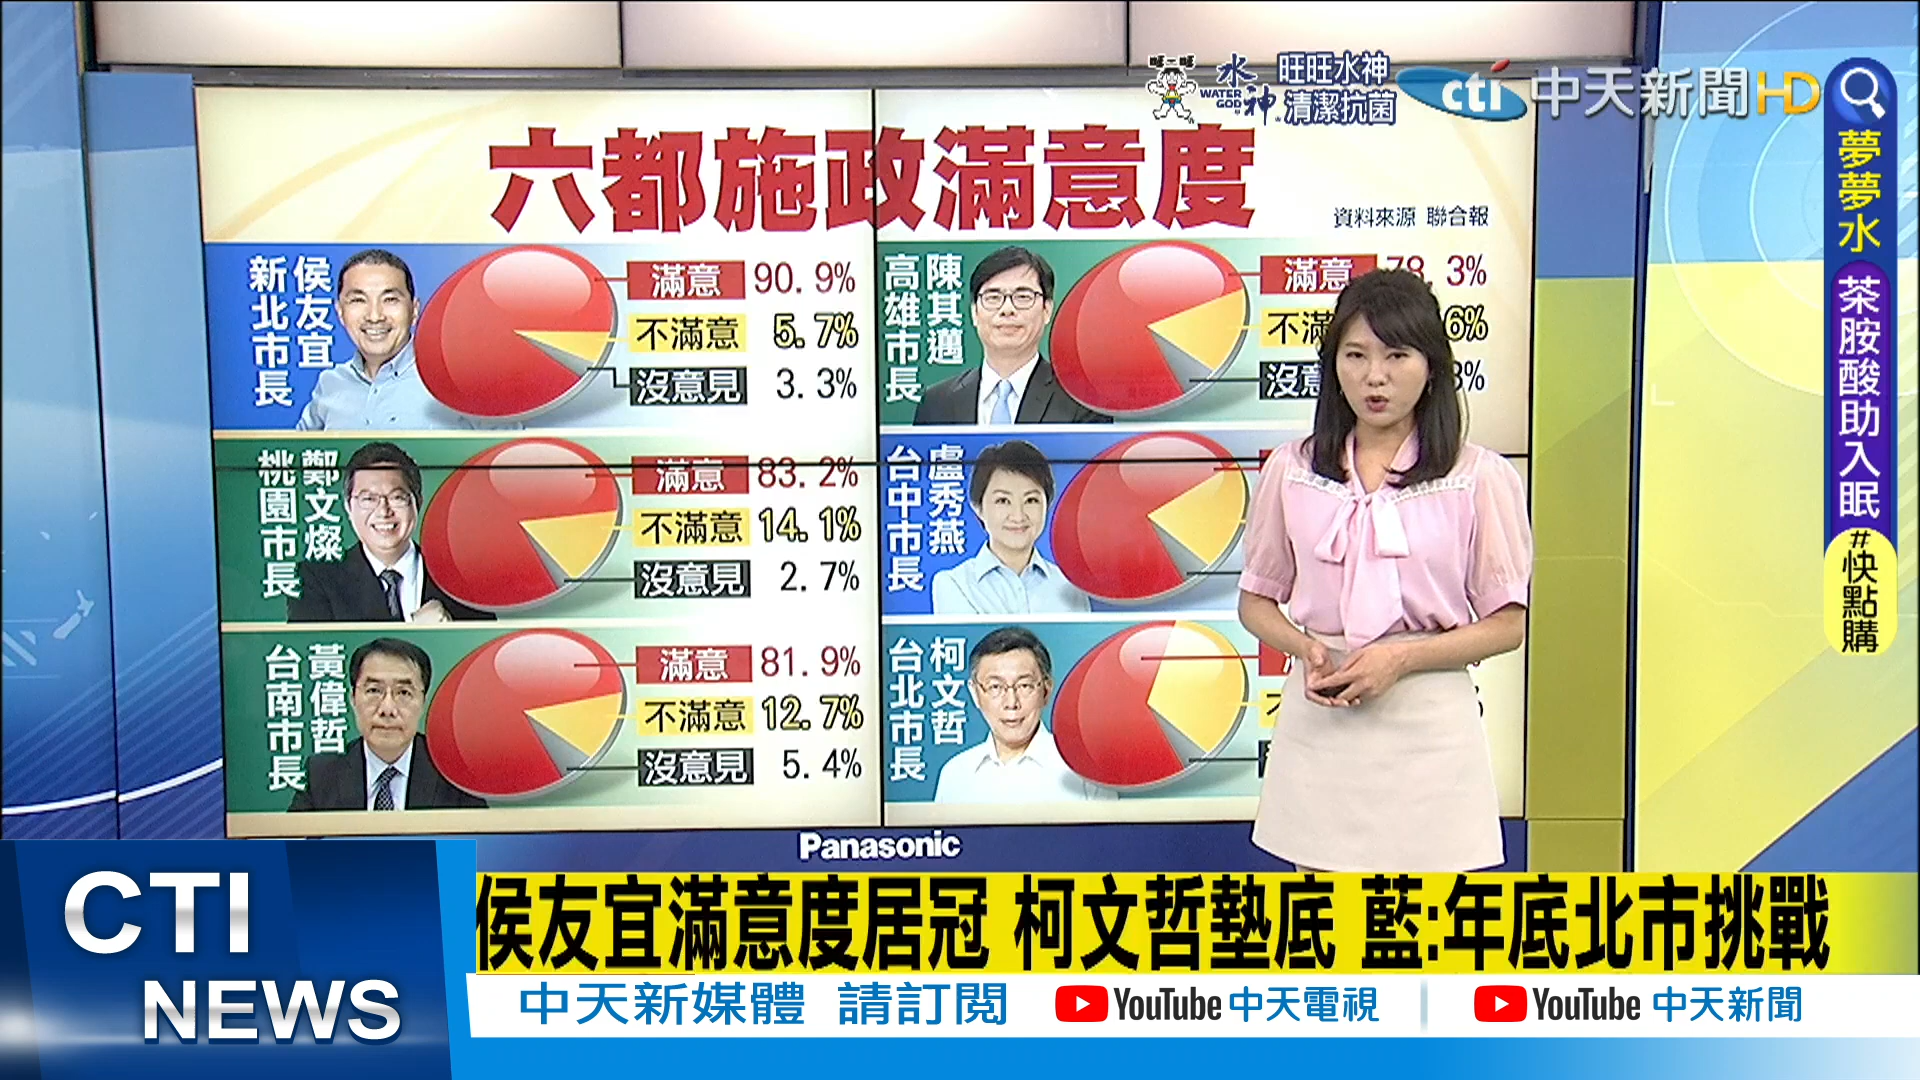 旺旺水神
水神
WATER GOD
清潔抗菌
cti 中天新聞HD
六都施政滿意度
資料來源 聯合報
新北市長 侯友宜
滿意 90.9%
不滿意 5.7%
沒意見 3.3%
高雄市長 陳其邁
滿意
.3%
不滿
6%
沒意
桃園市長 鄭文燦
滿意 83.2%
不滿意 14.1%
沒意見 2.7%
台中市長 盧秀燕
台南市長 黃偉哲
滿意 81.9%
不滿意 12.7%
沒意見 5.4%
台北市長 柯文哲
Panasonic
夢夢水
茶胺酸助入眠
#快點購
CTI NEWS
侯友宜滿意度居冠 柯文哲墊底 藍:年底北市挑戰
中天新媒體 請訂閱 YouTube 中天電視 YouTube 中天新聞